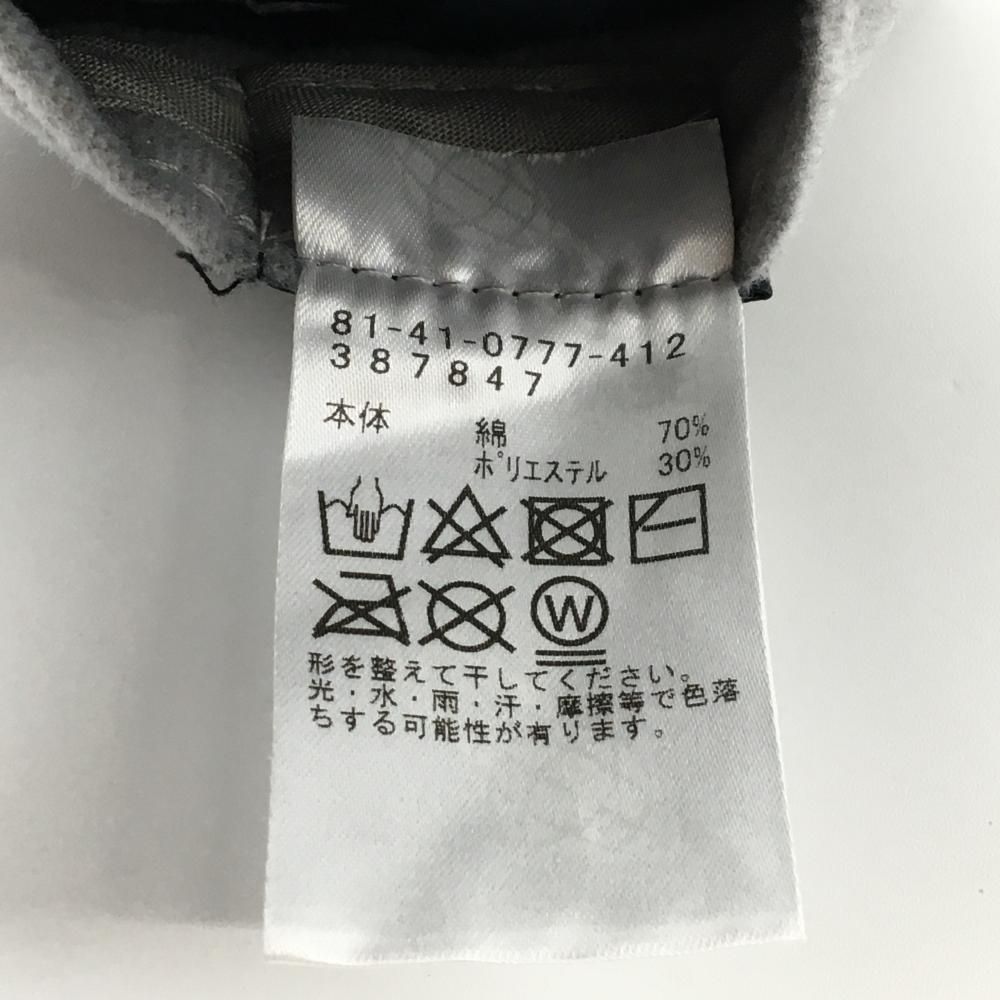 81-41-0777-412
387847
本体 綿 70%
ポリエステル 30%
W
形を整えて干してください。
光・水・雨・汗・摩擦等で色落
ちする可能性が有ります。